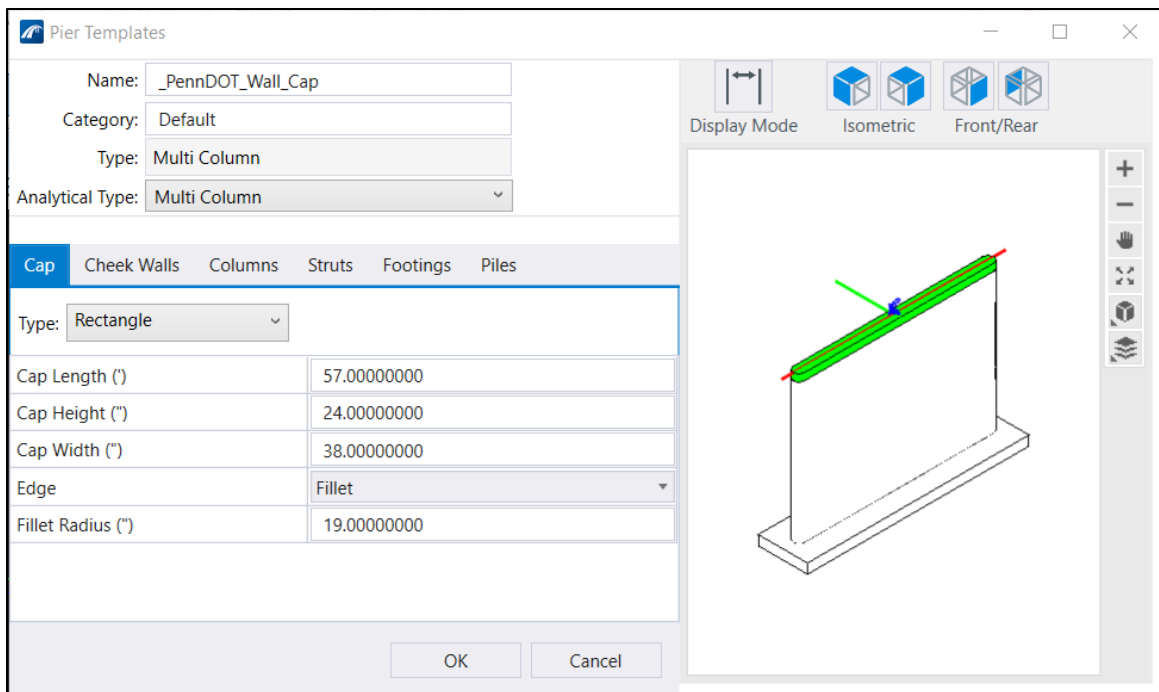 Pier Templates
Name: _PennDOT_Wall_Cap
Category: Default
Type: Multi Column
Analytical Type: Multi Column
Display Mode Isometric Front/Rear
Cap Cheek Walls Columns Struts Footings Piles
Type: Rectangle
Cap Length (') 57.00000000
Cap Height (") 24.00000000
Cap Width (") 38.00000000
Edge Fillet
Fillet Radius (") 19.00000000
OK Cancel